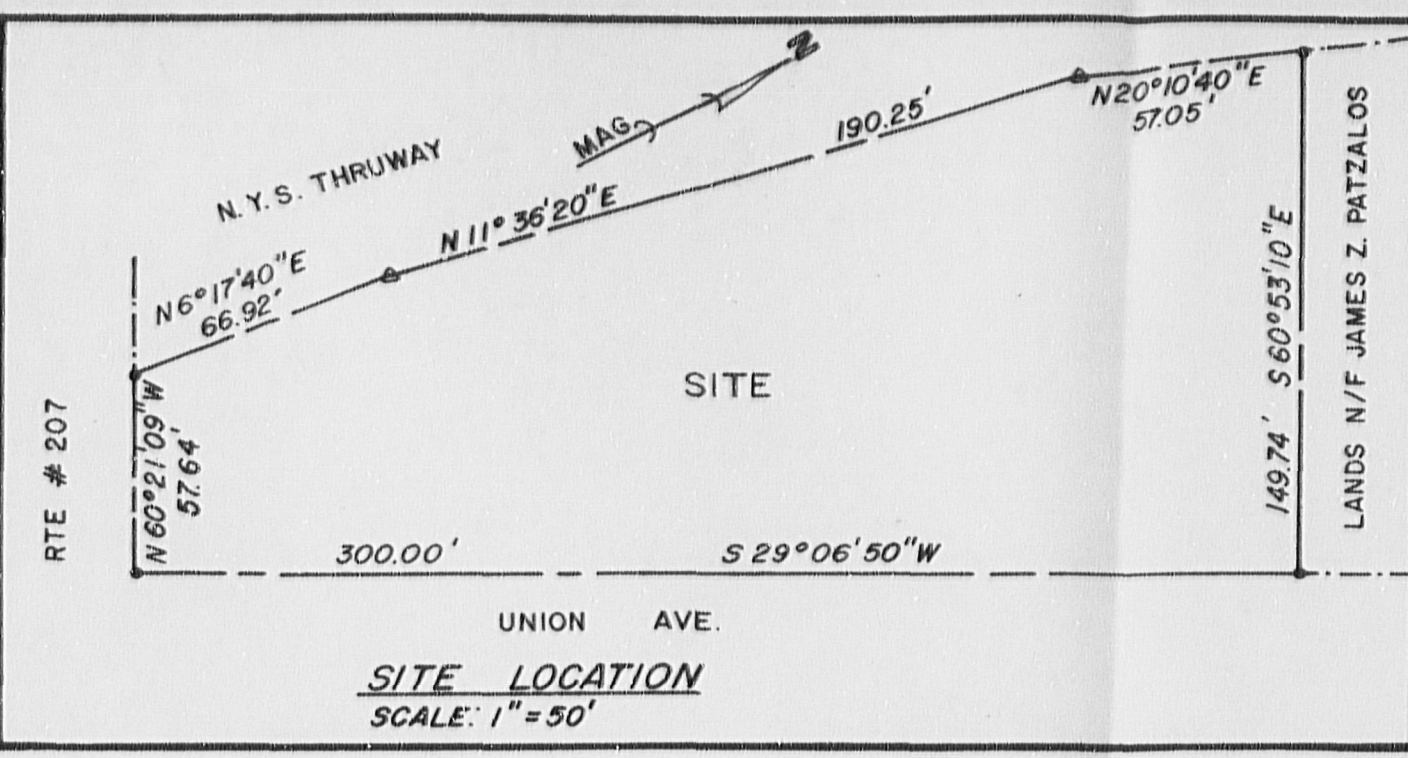 N
MAG.
190.25'
N20°10'40"E
57.05'
N.Y.S. THRUWAY
N 11° 36'20"E
N6°17'40"E
66.92'
RTE # 207
N60°21'09"W
57.64'
SITE
149.74' S60°53'10"E
LANDS N/F JAMES Z. PATZALOS
300.00' S 29°06'50"W
UNION AVE.
SITE LOCATION
SCALE: 1"=50'